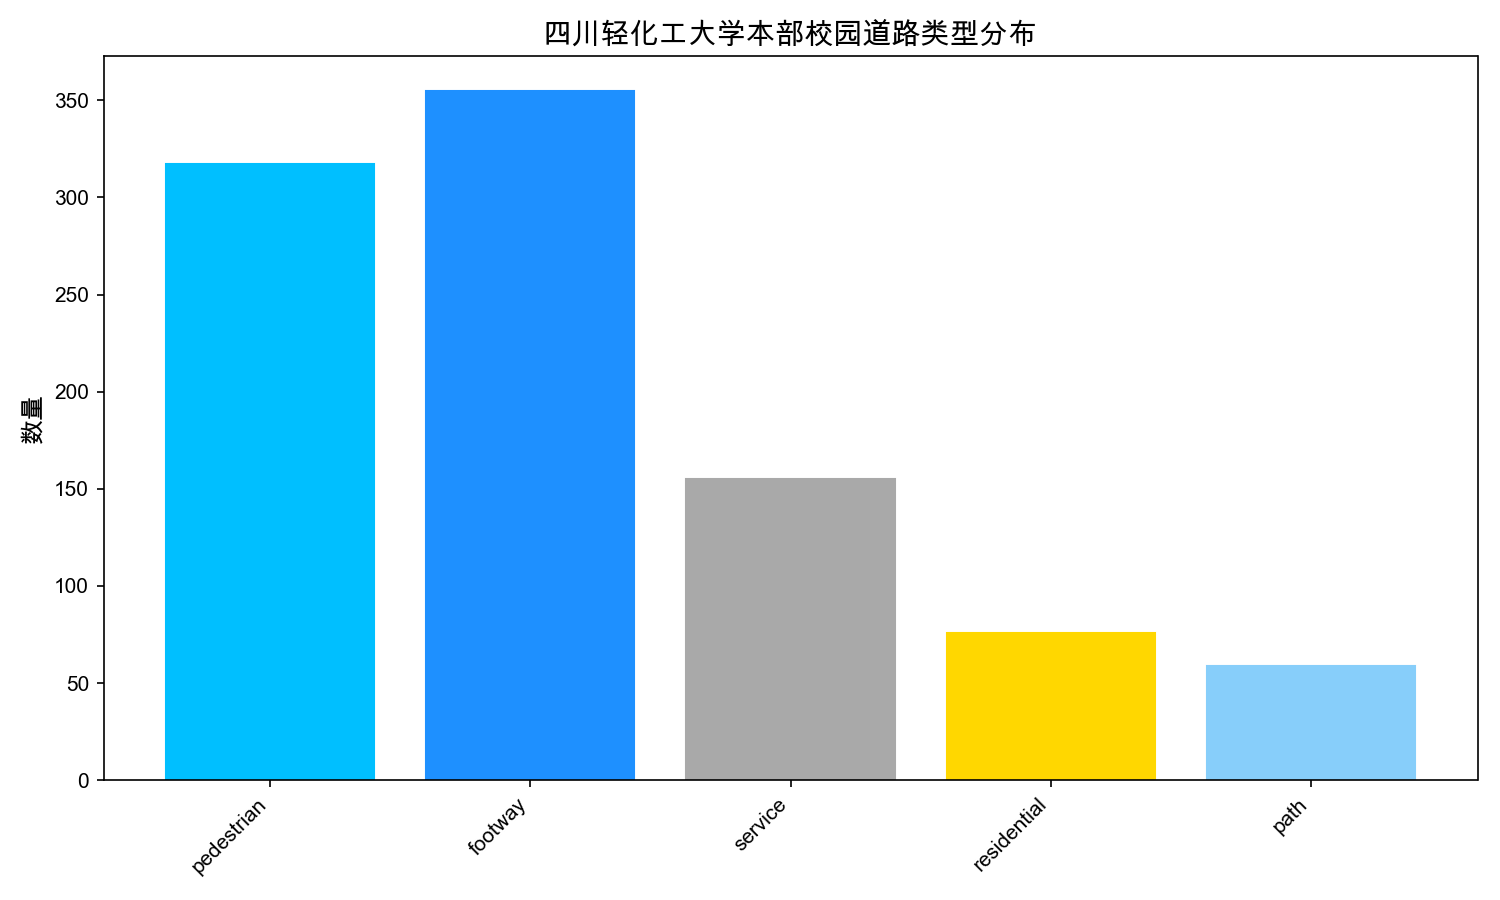 四川轻化工大学本部校园道路类型分布
数量
350
300
250
200
150
100
50
0
pedestrian
footway
service
residential
path